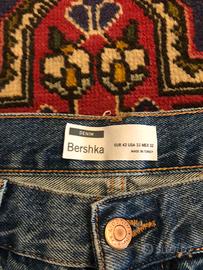 DENIM
Bershka
EUR 42 USA 32 MEX 32
MADE IN TURKEY